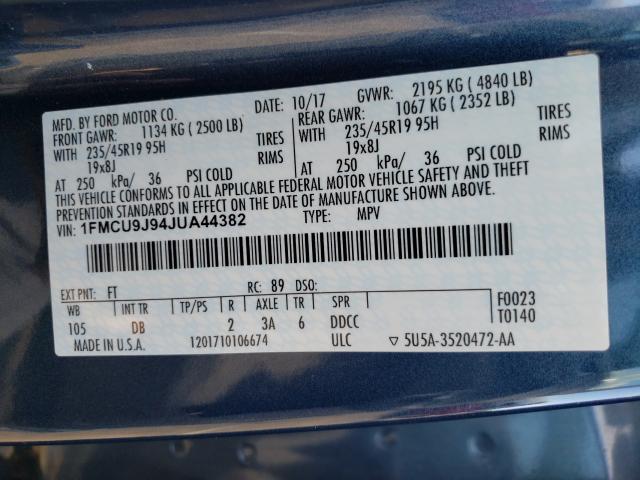 MFD. BY FORD MOTOR CO. DATE: 10/17 GVWR: 2195 KG ( 4840 LB)
FRONT GAWR: 1134 KG ( 2500 LB) REAR GAWR: 1067 KG ( 2352 LB)
WITH 235/45R19 95H TIRES WITH 235/45R19 95H TIRES
19x8J RIMS 19x8J RIMS
AT 250 kPa/ 36 PSI COLD AT 250 kPa/ 36 PSI COLD
THIS VEHICLE CONFORMS TO ALL APPLICABLE FEDERAL MOTOR VEHICLE SAFETY AND THEFT
PREVENTION STANDARDS IN EFFECT ON THE DATE OF MANUFACTURE SHOWN ABOVE.
VIN: 1FMCU9J94JUA44382 TYPE: MPV
EXT PNT: FT RC: 89 DSO:
WB INT TR TP/PS R AXLE TR SPR F0023
105 DB 2 3A 6 DDCC T0140
MADE IN U.S.A. 1201710106674 ULC ▽ 5U5A-3520472-AA